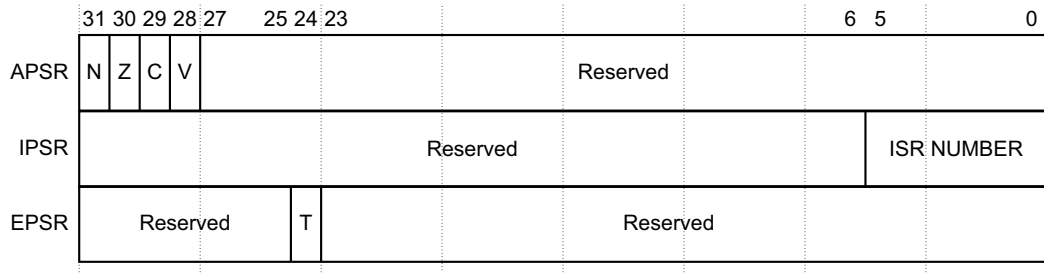 31 30 29 28 27 25 24 23 6 5 0
APSR N Z C V Reserved
IPSR Reserved ISR NUMBER
EPSR Reserved T Reserved